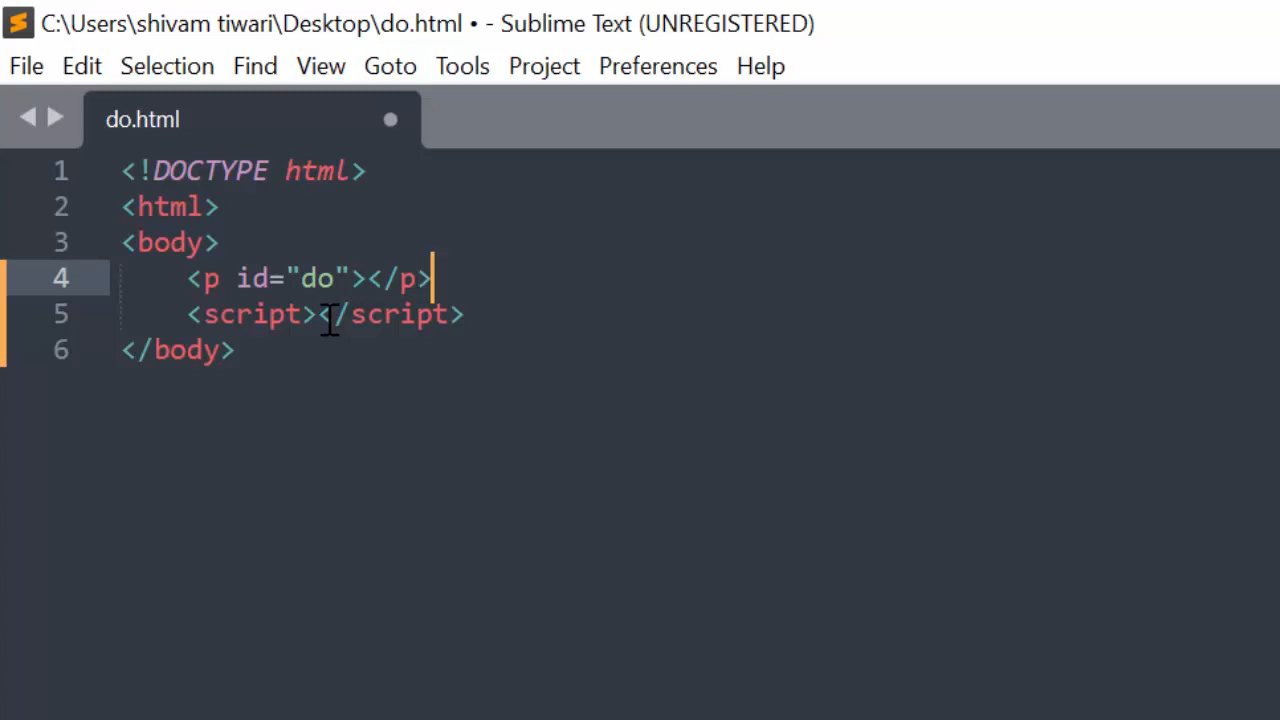 C:\Users\shivam tiwari\Desktop\do.html • - Sublime Text (UNREGISTERED)
File Edit Selection Find View Goto Tools Project Preferences Help
do.html
1 <!DOCTYPE html>
2 <html>
3 <body>
4 <p id="do"></p>
5 <script></script>
6 </body>